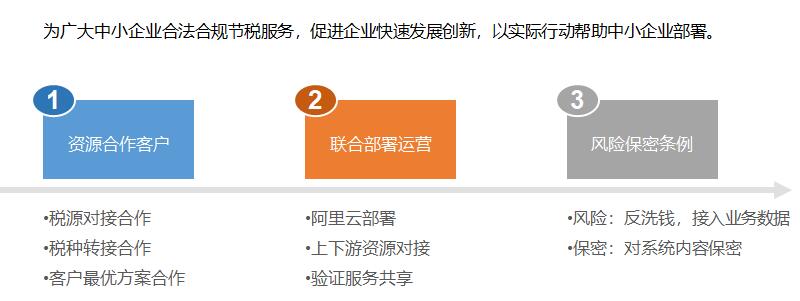 为广大中小企业合法合规节税服务，促进企业快速发展创新，以实际行动帮助中小企业部署。
1
资源合作客户
•税源对接合作
•税种转接合作
•客户最优方案合作
2
联合部署运营
•阿里云部署
•上下游资源对接
•验证服务共享
3
风险保密条例
•风险：反洗钱，接入业务数据
•保密：对系统内容保密